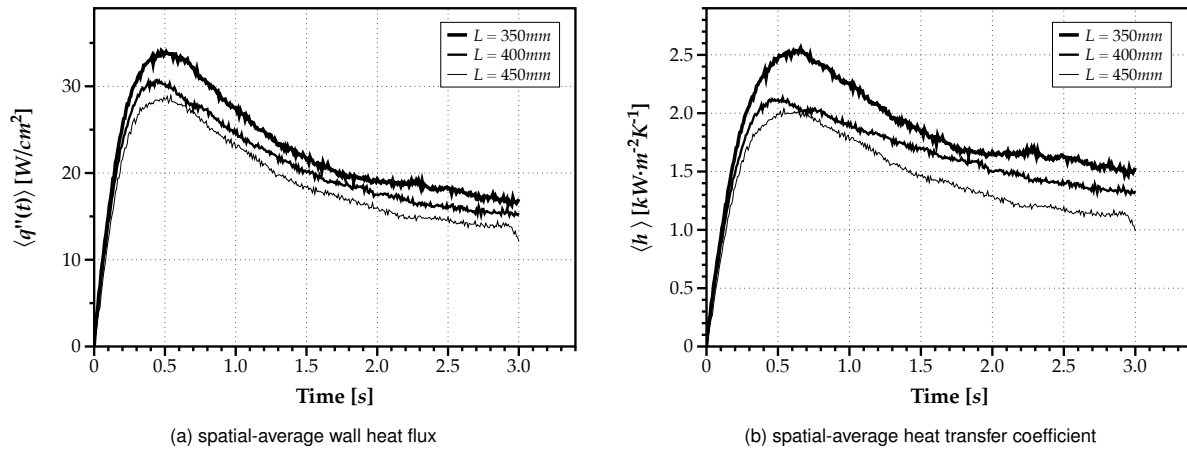 L = 350mm
L = 400mm
L = 450mm
30
20
10
0
⟨q"(t)⟩ [W/cm²]
0 0.5 1.0 1.5 2.0 2.5 3.0
Time [s]
(a) spatial-average wall heat flux
L = 350mm
L = 400mm
L = 450mm
2.5
2.0
1.5
1.0
0.5
0
⟨h⟩ [kW·m⁻²K⁻¹]
0 0.5 1.0 1.5 2.0 2.5 3.0
Time [s]
(b) spatial-average heat transfer coefficient